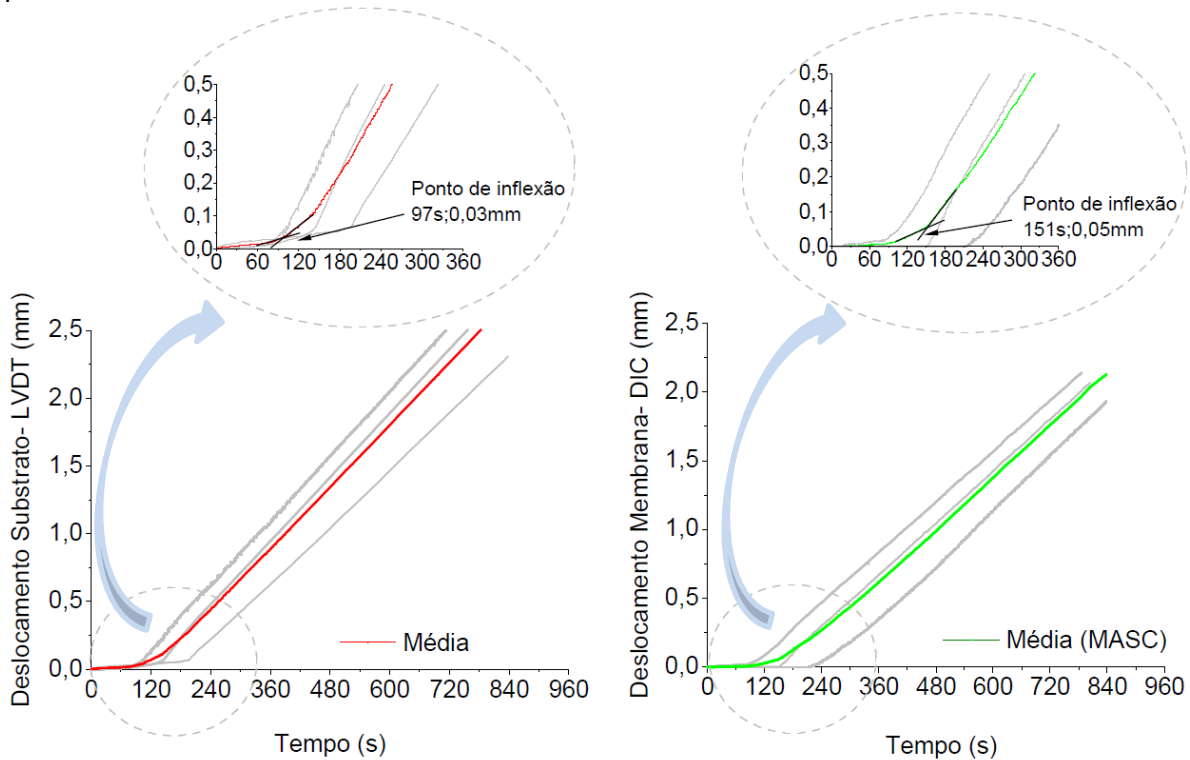 0,5
0,4
0,3
0,2
0,1
0,0
0 60 120 180 240 300 360
Ponto de inflexão
97s;0,03mm
0,5
0,4
0,3
0,2
0,1
0,0
0 60 120 180 240 300 360
Ponto de inflexão
151s;0,05mm
Deslocamento Substrato- LVDT (mm)
2,5
2,0
1,5
1,0
0,5
0,0
0 120 240 360 480 600 720 840 960
Média
Tempo (s)
Deslocamento Membrana- DIC (mm)
2,5
2,0
1,5
1,0
0,5
0,0
0 120 240 360 480 600 720 840 960
Média (MASC)
Tempo (s)